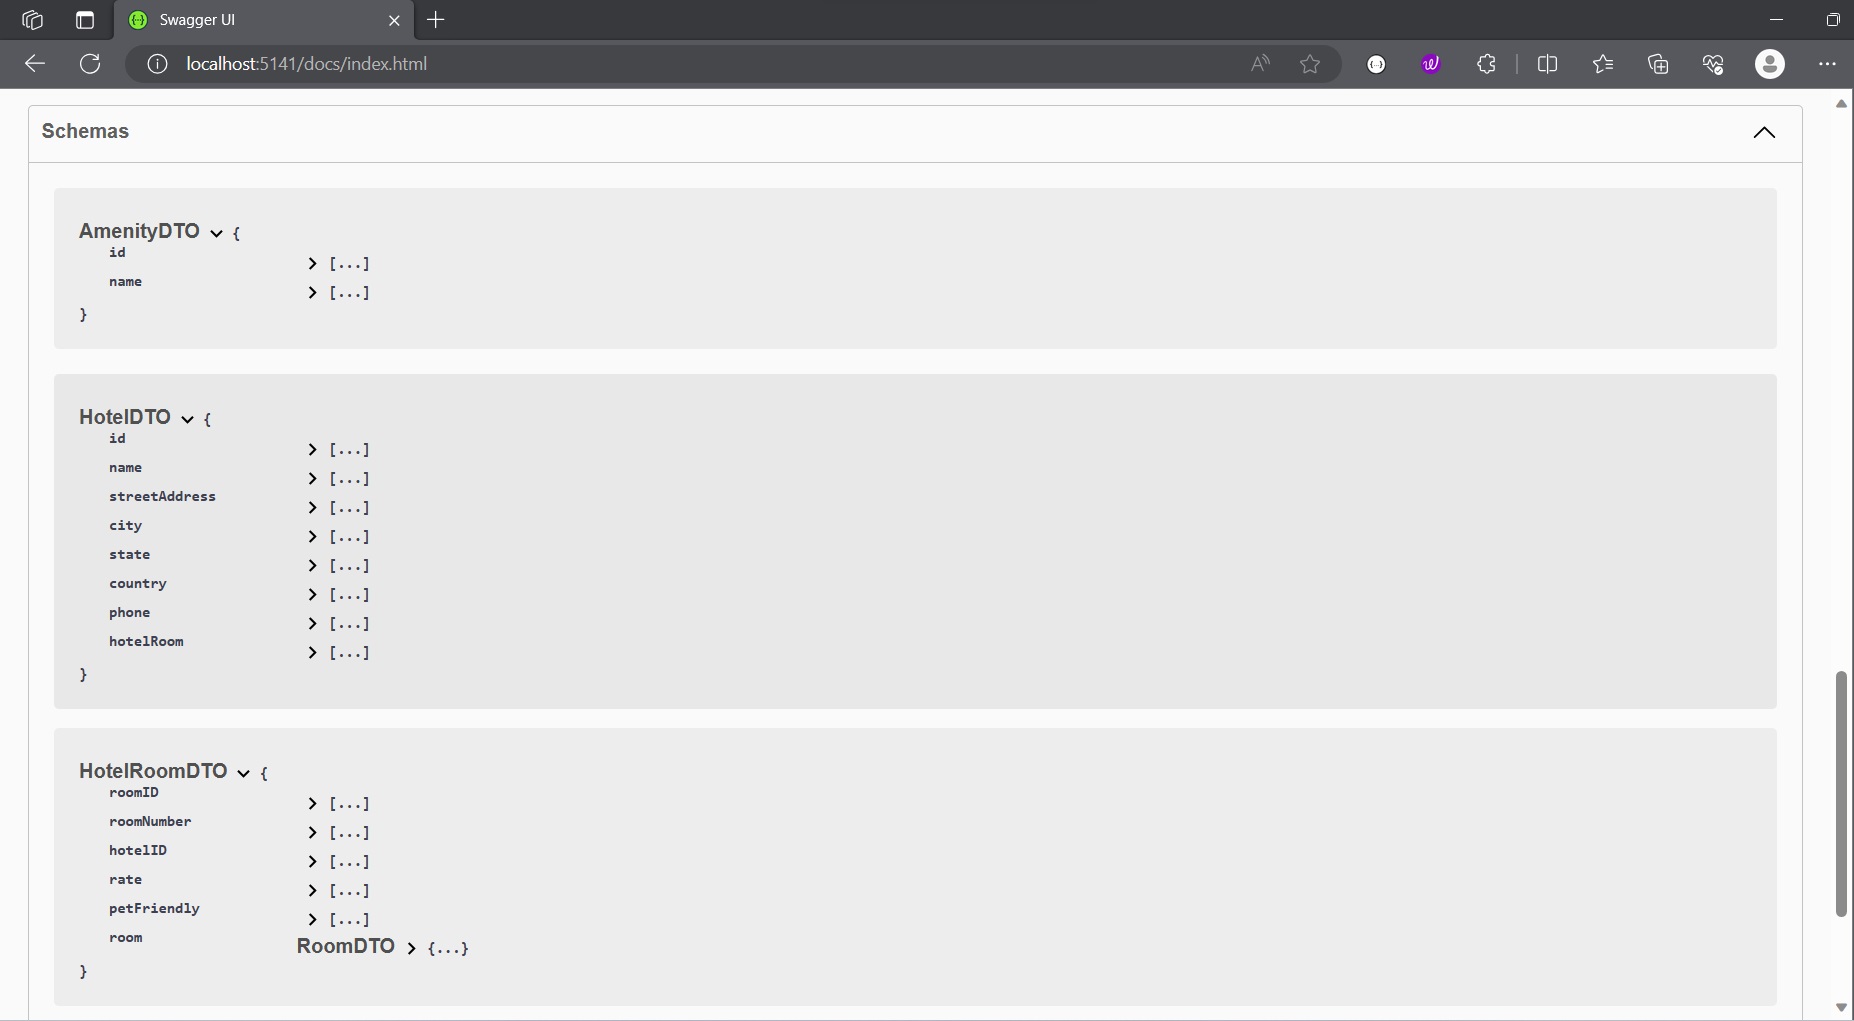 Swagger UI
localhost:5141/docs/index.html
Schemas
AmenityDTO {
id [...]
name [...]
}
HotelDTO {
id [...]
name [...]
streetAddress [...]
city [...]
state [...]
country [...]
phone [...]
hotelRoom [...]
}
HotelRoomDTO {
roomID [...]
roomNumber [...]
hotelID [...]
rate [...]
petFriendly [...]
room RoomDTO {...}
}